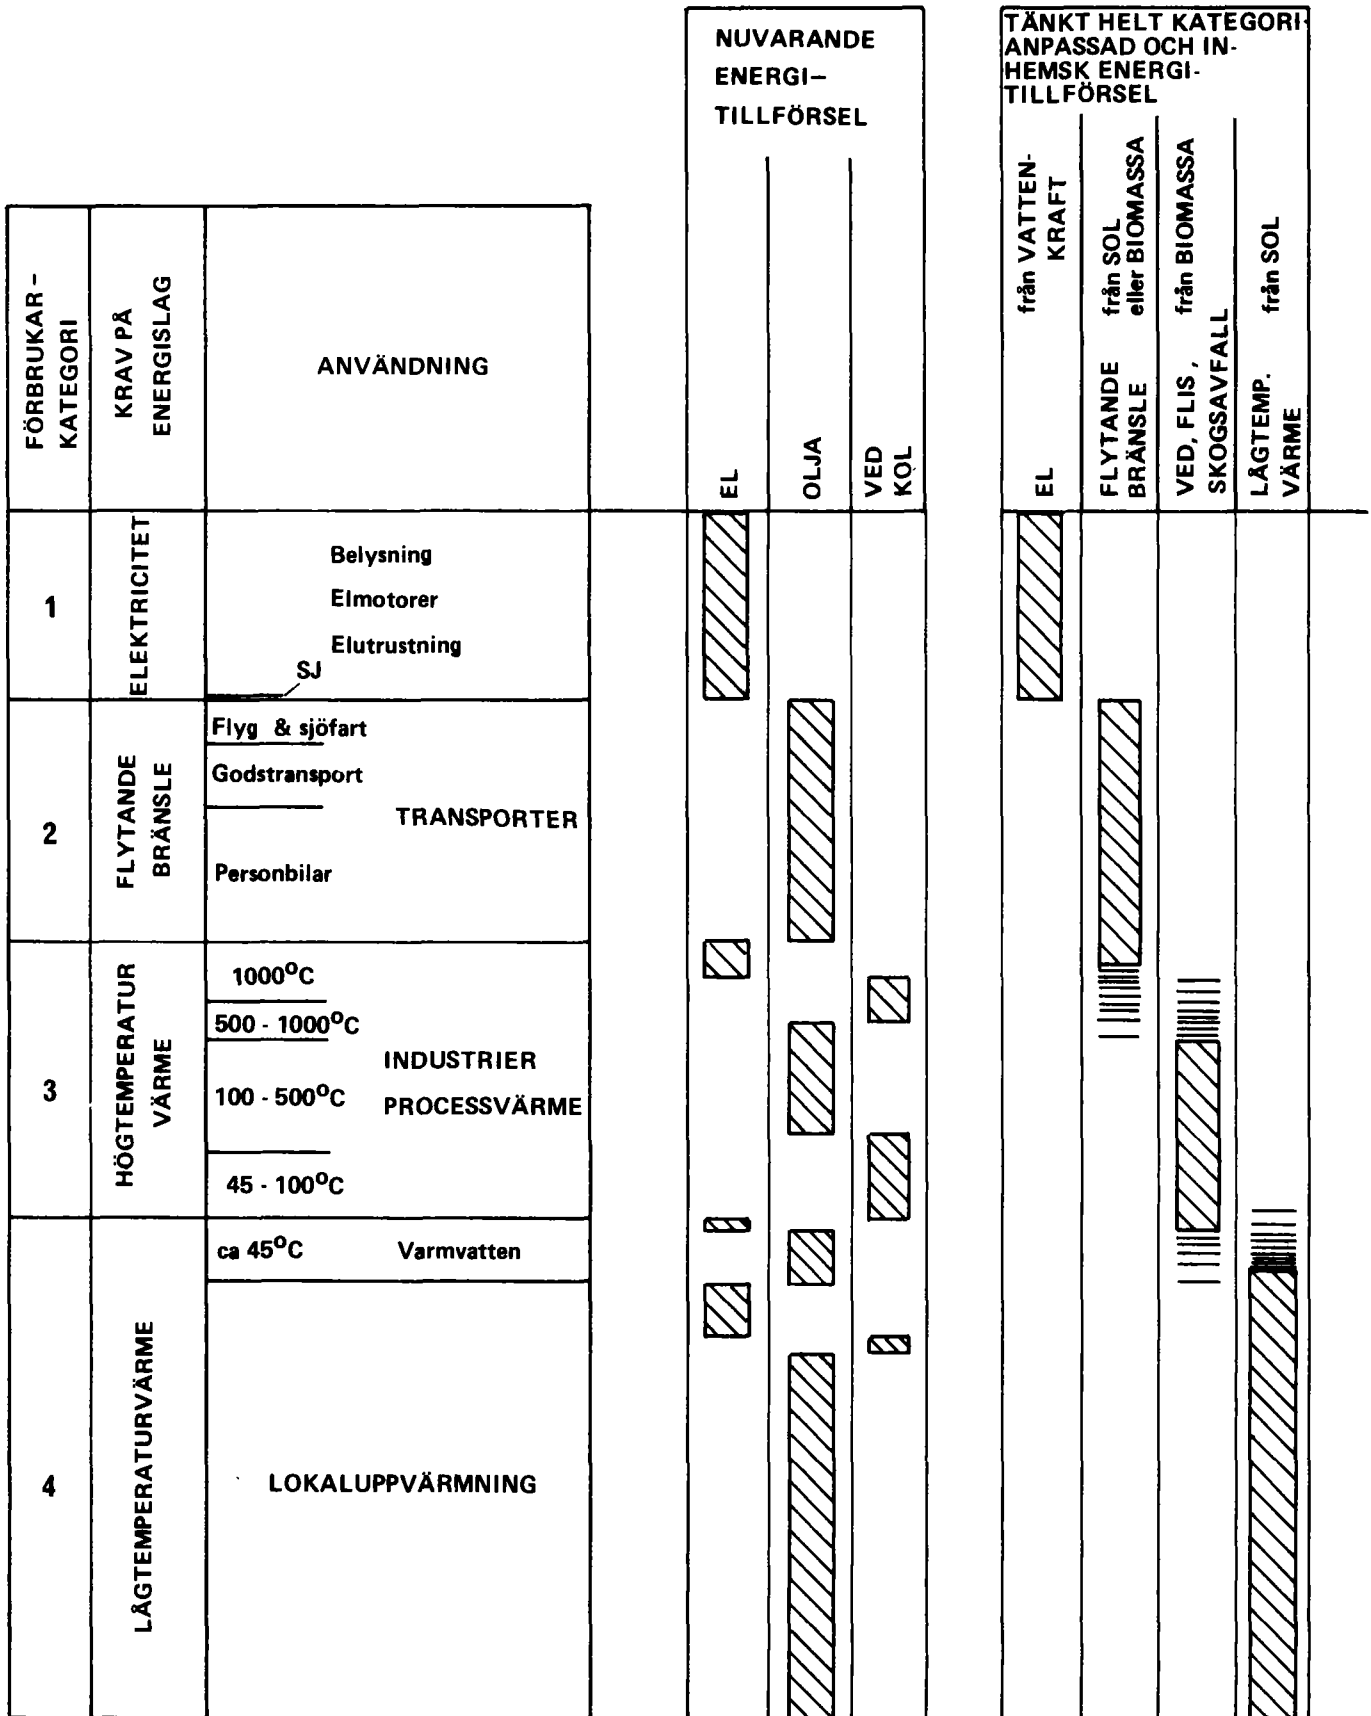 NUVARANDE
ENERGI–
TILLFÖRSEL
TÄNKT HELT KATEGORI-
ANPASSAD OCH IN-
HEMSK ENERGI-
TILLFÖRSEL
FÖRBRUKAR–
KATEGORI
KRAV PÅ
ENERGISLAG
ANVÄNDNING
EL
OLJA
VED
KOL
EL från VATTEN-
KRAFT
FLYTANDE från SOL
BRÄNSLE eller BIOMASSA
VED, FLIS, från BIOMASSA
SKOGSAVFALL
LÅGTEMP. från SOL
VÄRME
1
ELEKTRICITET
Belysning
Elmotorer
Elutrustning
SJ
2
FLYTANDE
BRÄNSLE
Flyg & sjöfart
Godstransport
TRANSPORTER
Personbilar
3
HÖGTEMPERATUR
VÄRME
1000°C
500 - 1000°C
INDUSTRIER
100 - 500°C
PROCESSVÄRME
45 - 100°C
4
LÅGTEMPERATURVÄRME
ca 45°C Varmvatten
LOKALUPPVÄRMNING